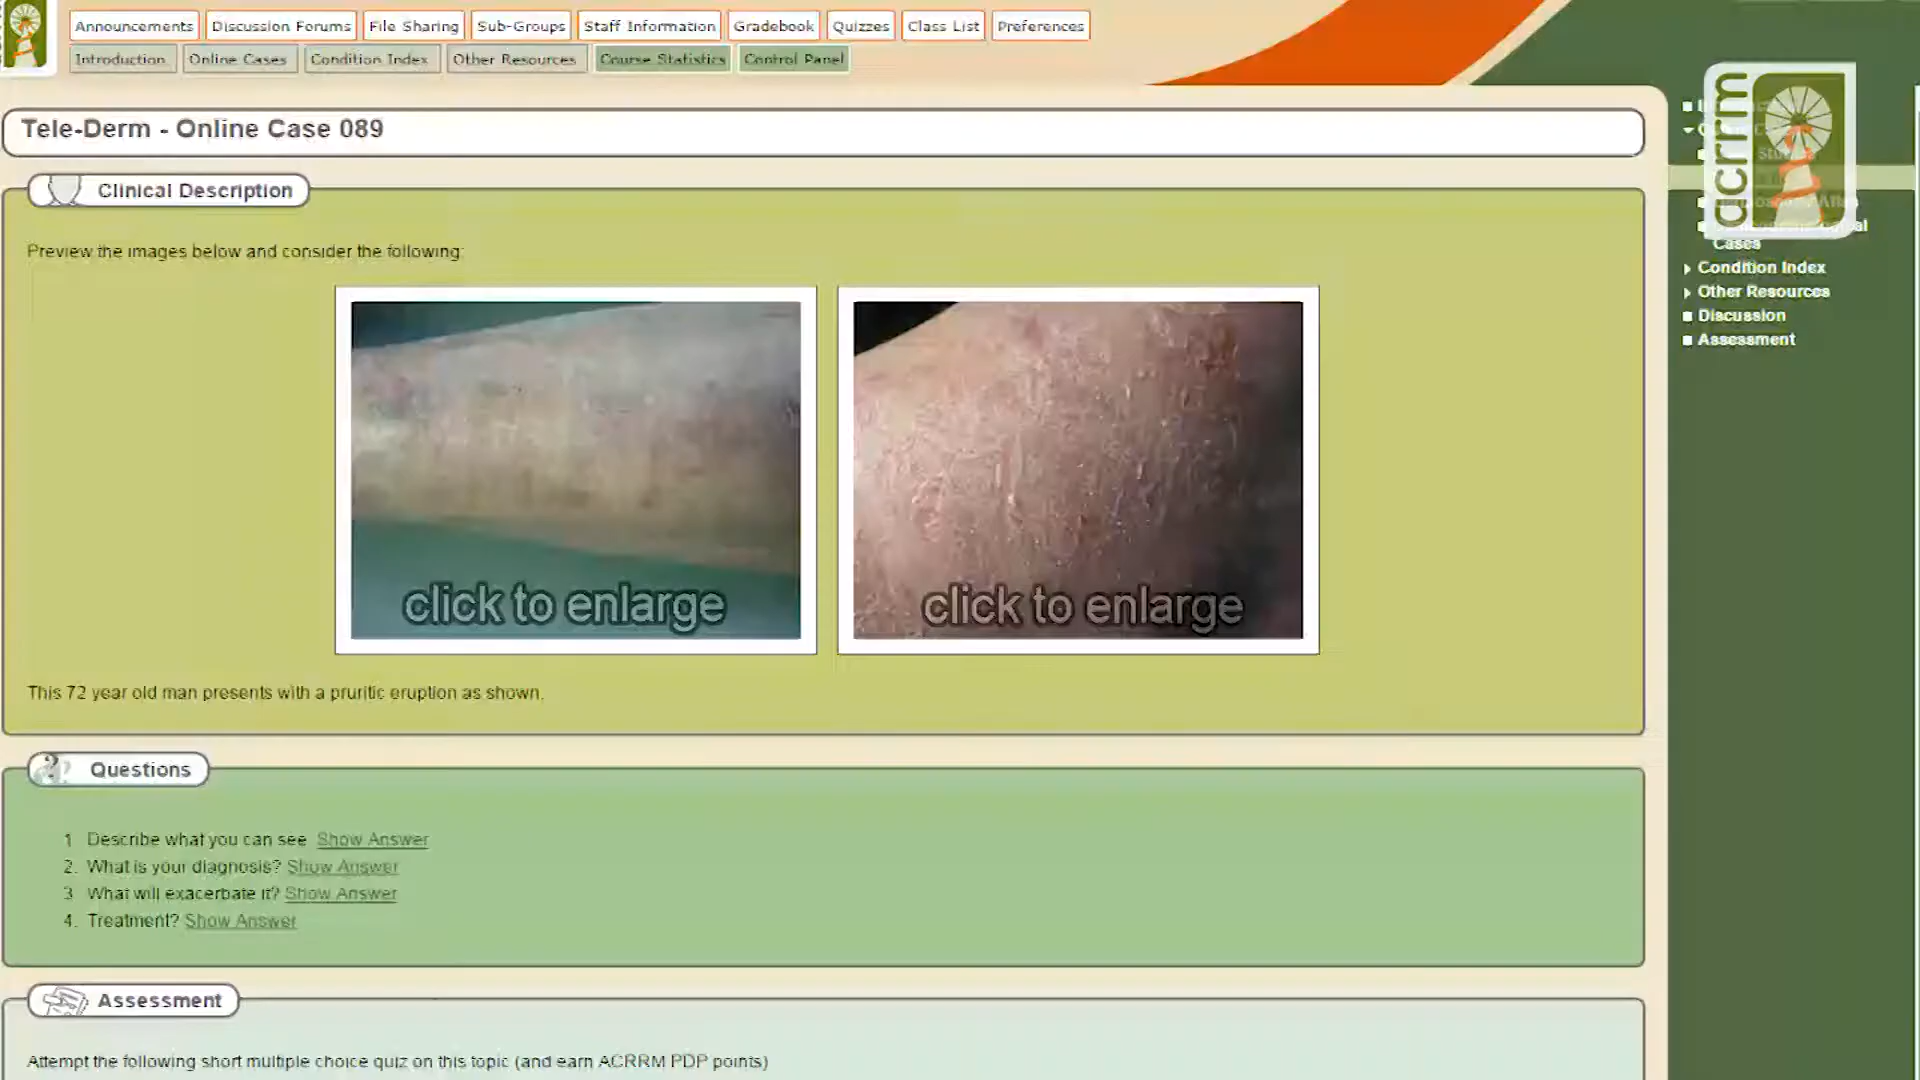 Announcements
Discussion Forums
File Sharing
Sub-Groups
Staff Information
Gradebook
Quizzes
Class List
Preferences
Introduction
Online Cases
Condition Index
Other Resources
Course Statistics
Control Panel
acrrm
Tele-Derm - Online Case 089
Clinical Description
Preview the images below and consider the following:
click to enlarge
click to enlarge
This 72 year old man presents with a pruritic eruption as shown.
Questions
1 Describe what you can see Show Answer
2. What is your diagnosis? Show Answer
3 What will exacerbate it? Show Answer
4. Treatment? Show Answer
Assessment
Attempt the following short multiple choice quiz on this topic (and earn ACRRM PDP points)
Cases
Condition Index
Other Resources
Discussion
Assessment